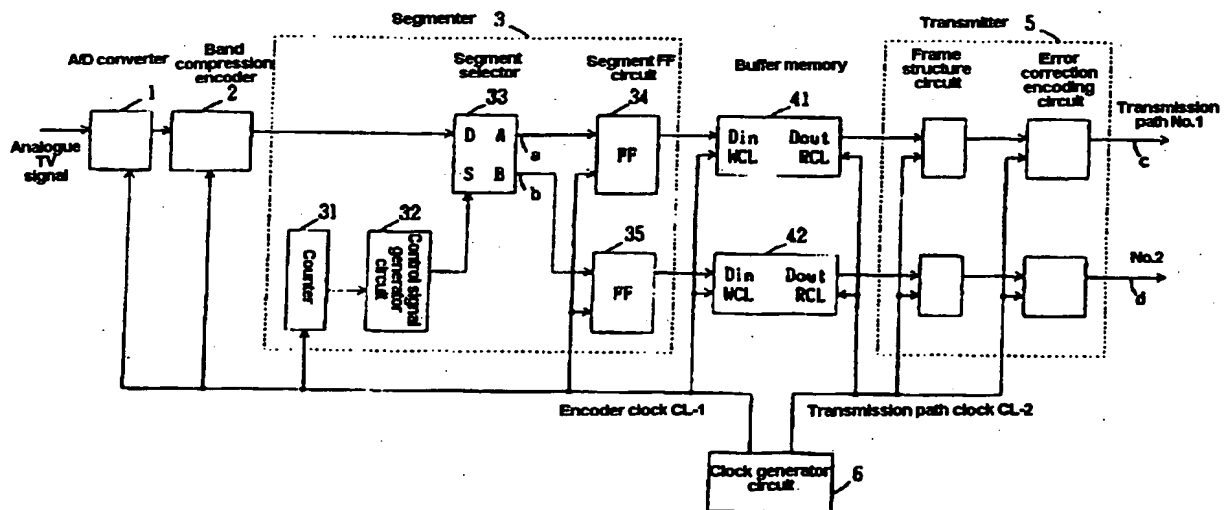 Segmenter 3
Transmitter 5
A/D converter
Band
compression
encoder
Segment
selector
Segment FF
circuit
Buffer memory
Frame
structure
circuit
Error
correction
encoding
circuit
1
2
33
34
41
Transmission
path No.1
Analogue
TV
signal
D A
S B
a
b
FF
Din Dout
WCL RCL
c
31
32
35
42
Counter
Control signal
generator
circuit
FF
Din Dout
WCL RCL
No.2
d
Encoder clock CL-1
Transmission path clock CL-2
Clock generator
circuit
6